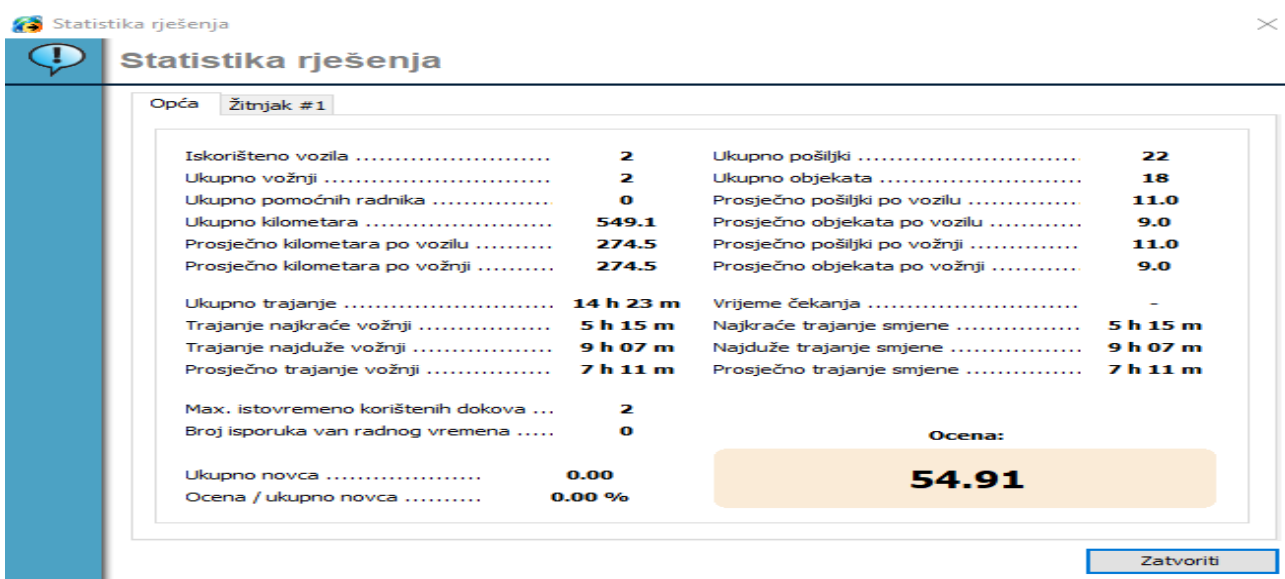 Statistika rješenja
Statistika rješenja
Opća Žitnjak #1
Iskorišteno vozila .......................... 2
Ukupno vožnji .............................. 2
Ukupno pomoćnih radnika ................ 0
Ukupno kilometara ......................... 549.1
Prosječno kilometara po vozilu .......... 274.5
Prosječno kilometara po vožnji .......... 274.5
Ukupno trajanje ............................ 14 h 23 m
Trajanje najkraće vožnji .................. 5 h 15 m
Trajanje najduže vožnji ................... 9 h 07 m
Prosječno trajanje vožnji ................. 7 h 11 m
Max. istovremeno korištenih dokova ... 2
Broj isporuka van radnog vremena ..... 0
Ukupno novca .................... 0.00
Ocena / ukupno novca .......... 0.00 %
Ukupno pošiljki .............................. 22
Ukupno objekata ........................... 18
Prosječno pošiljki po vozilu ............... 11.0
Prosječno objekata po vozilu ............. 9.0
Prosječno pošiljki po vožnji ............... 11.0
Prosječno objekata po vožnji ............ 9.0
Vrijeme čekanja ............................ -
Najkraće trajanje smjene ................. 5 h 15 m
Najduže trajanje smjene .................. 9 h 07 m
Prosječno trajanje smjene ................ 7 h 11 m
Ocena:
54.91
Zatvoriti